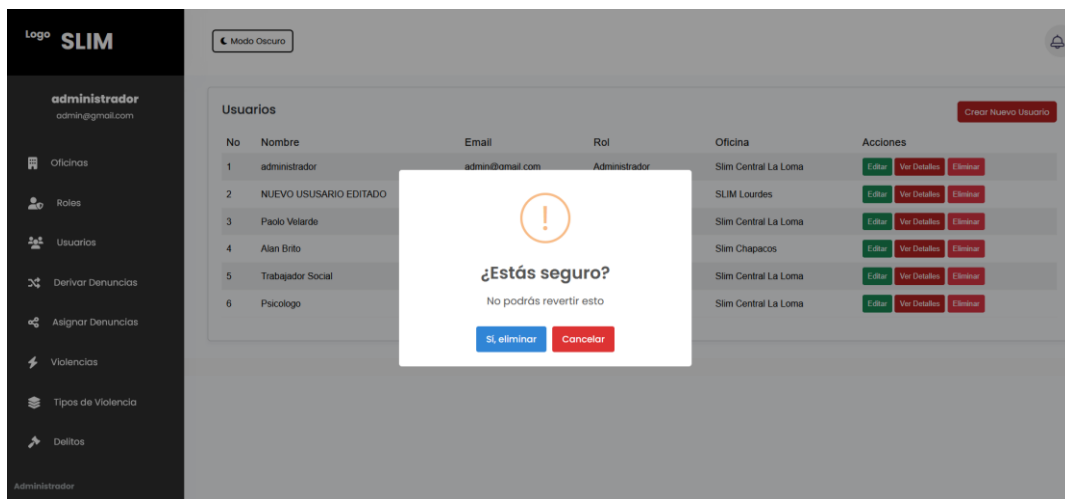 Logo SLIM
Modo Oscuro
administrador
admin@gmail.com
Oficinas
Roles
Usuarios
Derivar Denuncias
Asignar Denuncias
Violencias
Tipos de Violencia
Delitos
Administrador
Usuarios
Crear Nuevo Usuario
No Nombre Email Rol Oficina Acciones
1 administrador admin@gmail.com Administrador Slim Central La Loma Editar Ver Detalles Eliminar
2 NUEVO USUSARIO EDITADO SLIM Lourdes Editar Ver Detalles Eliminar
3 Paolo Velarde Slim Central La Loma Editar Ver Detalles Eliminar
4 Alan Brito Slim Chapacos Editar Ver Detalles Eliminar
5 Trabajador Social Slim Central La Loma Editar Ver Detalles Eliminar
6 Psicologo Slim Central La Loma Editar Ver Detalles Eliminar
!
¿Estás seguro?
No podrás revertir esto
Sí, eliminar Cancelar